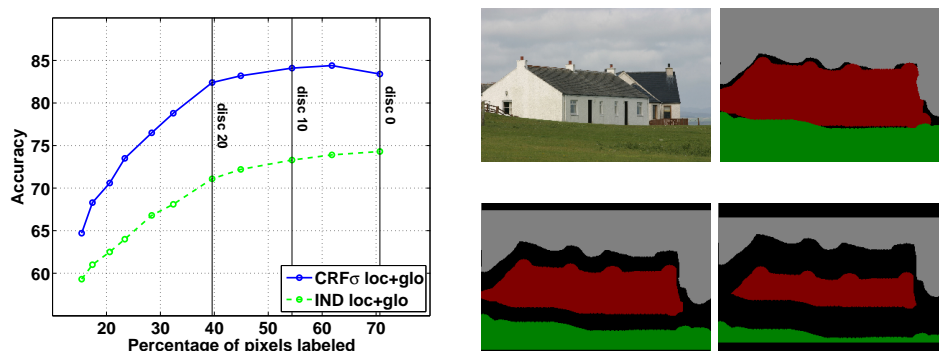 Accuracy
85
80
75
70
65
60
disc 20
disc 10
disc 0
CRFσ loc+glo
IND loc+glo
20 30 40 50 60 70
Percentage of pixels labeled